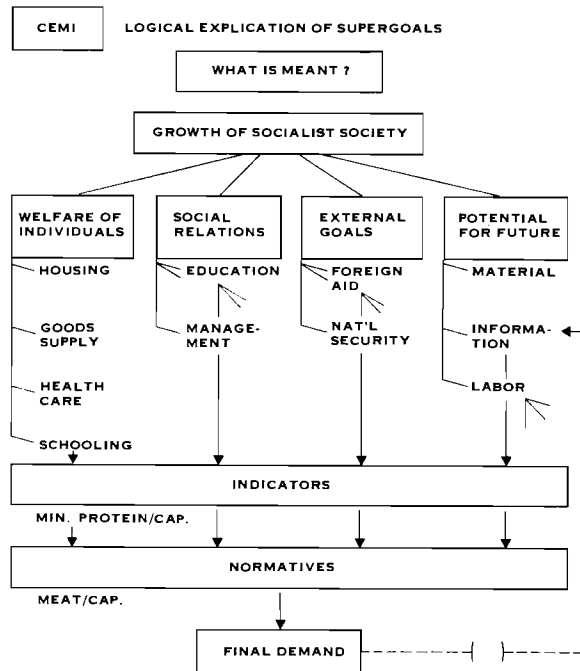 CEMI
LOGICAL EXPLICATION OF SUPERGOALS
WHAT IS MEANT ?
GROWTH OF SOCIALIST SOCIETY
WELFARE OF
INDIVIDUALS
SOCIAL
RELATIONS
EXTERNAL
GOALS
POTENTIAL
FOR FUTURE
HOUSING
GOODS
SUPPLY
HEALTH
CARE
SCHOOLING
EDUCATION
MANAGE-
MENT
FOREIGN
AID
NAT'L
SECURITY
MATERIAL
INFORMA-
TION
LABOR
INDICATORS
MIN. PROTEIN/CAP.
NORMATIVES
MEAT/CAP.
FINAL DEMAND
( )